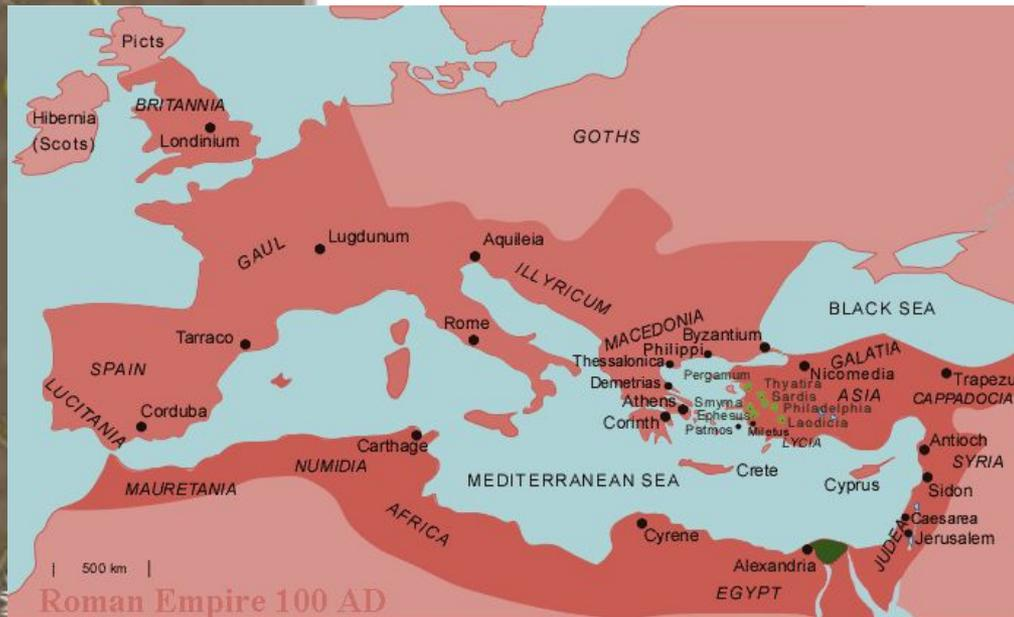 Picts
Hibernia
(Scots)
BRITANNIA
Londinium
GOTHS
GAUL
Lugdunum
Aquileia
ILLYRICUM
BLACK SEA
Tarraco
Rome
MACEDONIA
Byzantium
Philippi
Thessalonica
GALATIA
Nicomedia
SPAIN
Demetrias
Pergamum
Thyatira
ASIA
Trapezu
LUCITANIA
Corduba
Athens
Smyrna
Sardis
Philadelphia
CAPPADOCIA
Corinth
Ephesus
Laodicia
Patmos
Miletus
LYCIA
Carthage
Antioch
NUMIDIA
SYRIA
MAURETANIA
MEDITERRANEAN SEA
Crete
Cyprus
Sidon
AFRICA
Cyrene
Caesarea
JUDEA
Jerusalem
500 km
Alexandria
EGYPT
Roman Empire 100 AD